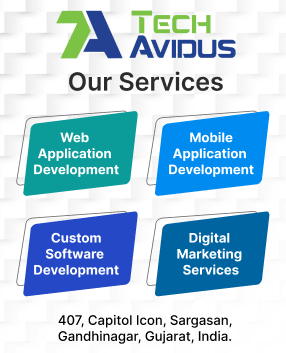 Tech
Avidus
Our Services
Web
Application
Development
Mobile
Application
Development
Custom
Software
Development
Digital
Marketing
Services
407, Capitol Icon, Sargasan,
Gandhinagar, Gujarat, India.